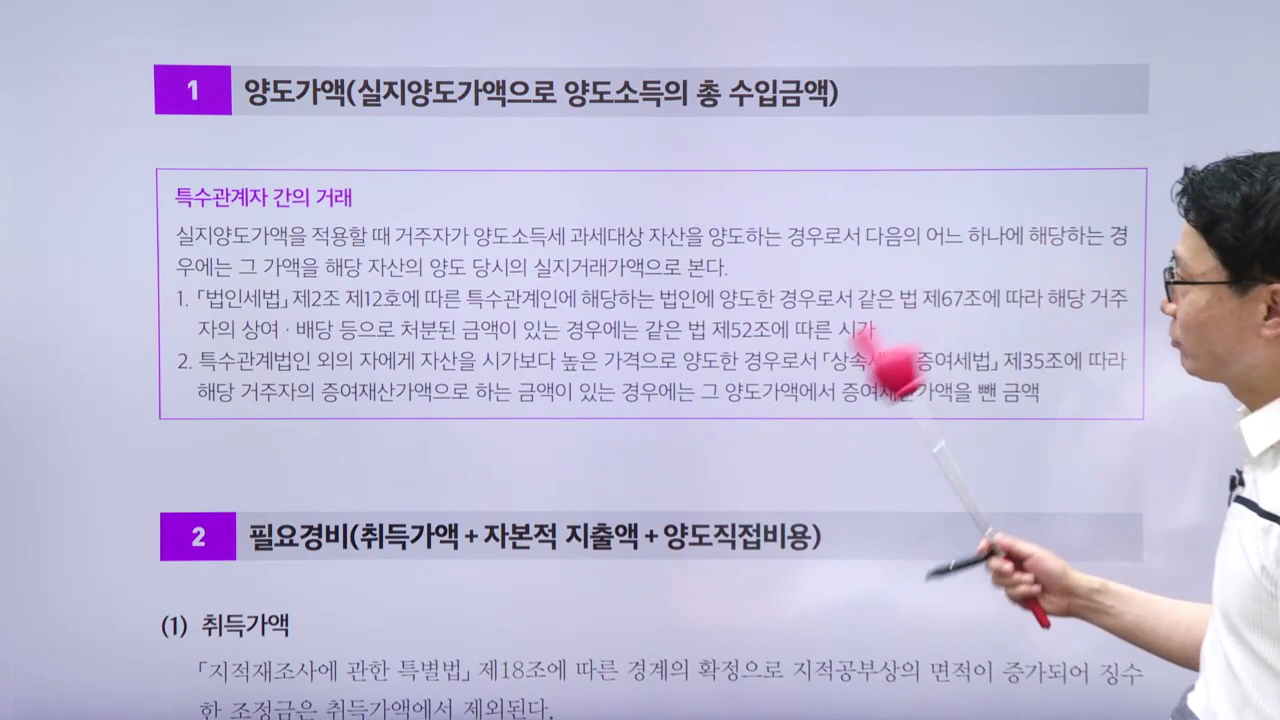 1 양도가액(실지양도가액으로 양도소득의 총 수입금액)
특수관계자 간의 거래
실지양도가액을 적용할 때 거주자가 양도소득세 과세대상 자산을 양도하는 경우로서 다음의 어느 하나에 해당하는 경
우에는 그 가액을 해당 자산의 양도 당시의 실지거래가액으로 본다.
1. 「법인세법」 제2조 제12호에 따른 특수관계인에 해당하는 법인에 양도한 경우로서 같은 법 제67조에 따라 해당 거주
자의 상여 · 배당 등으로 처분된 금액이 있는 경우에는 같은 법 제52조에 따른 시가
2. 특수관계법인 외의 자에게 자산을 시가보다 높은 가격으로 양도한 경우로서 「상속세 증여세법」 제35조에 따라
해당 거주자의 증여재산가액으로 하는 금액이 있는 경우에는 그 양도가액에서 증여재산가액을 뺀 금액
2 필요경비(취득가액 + 자본적 지출액 + 양도직접비용)
(1) 취득가액
「지적재조사에 관한 특별법」 제18조에 따른 경계의 확정으로 지적공부상의 면적이 증가되어 징수
한 조정금은 취득가액에서 제외된다.